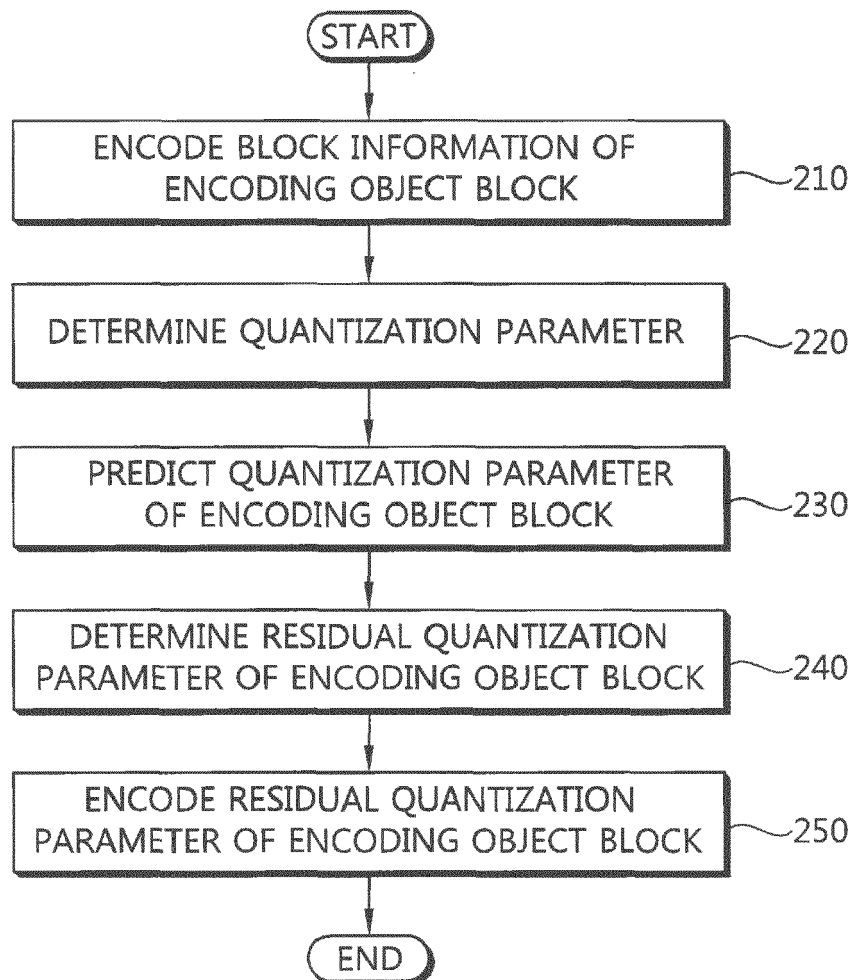 START
ENCODE BLOCK INFORMATION OF
ENCODING OBJECT BLOCK
210
DETERMINE QUANTIZATION PARAMETER
220
PREDICT QUANTIZATION PARAMETER
OF ENCODING OBJECT BLOCK
230
DETERMINE RESIDUAL QUANTIZATION
PARAMETER OF ENCODING OBJECT BLOCK
240
ENCODE RESIDUAL QUANTIZATION
PARAMETER OF ENCODING OBJECT BLOCK
250
END